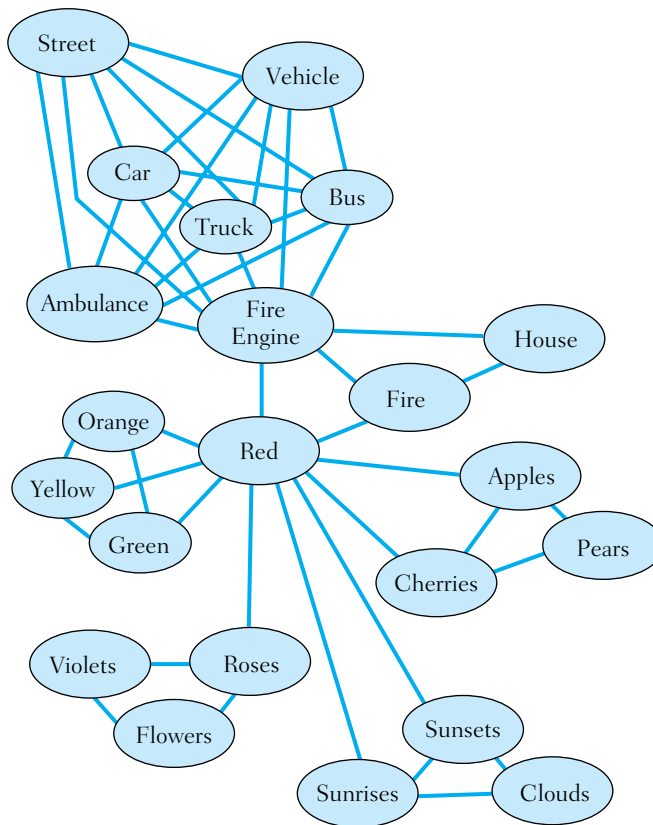 Street
Vehicle
Car
Bus
Truck
Ambulance
Fire
Engine
House
Fire
Orange
Red
Yellow
Apples
Green
Pears
Cherries
Violets
Roses
Flowers
Sunsets
Sunrises
Clouds